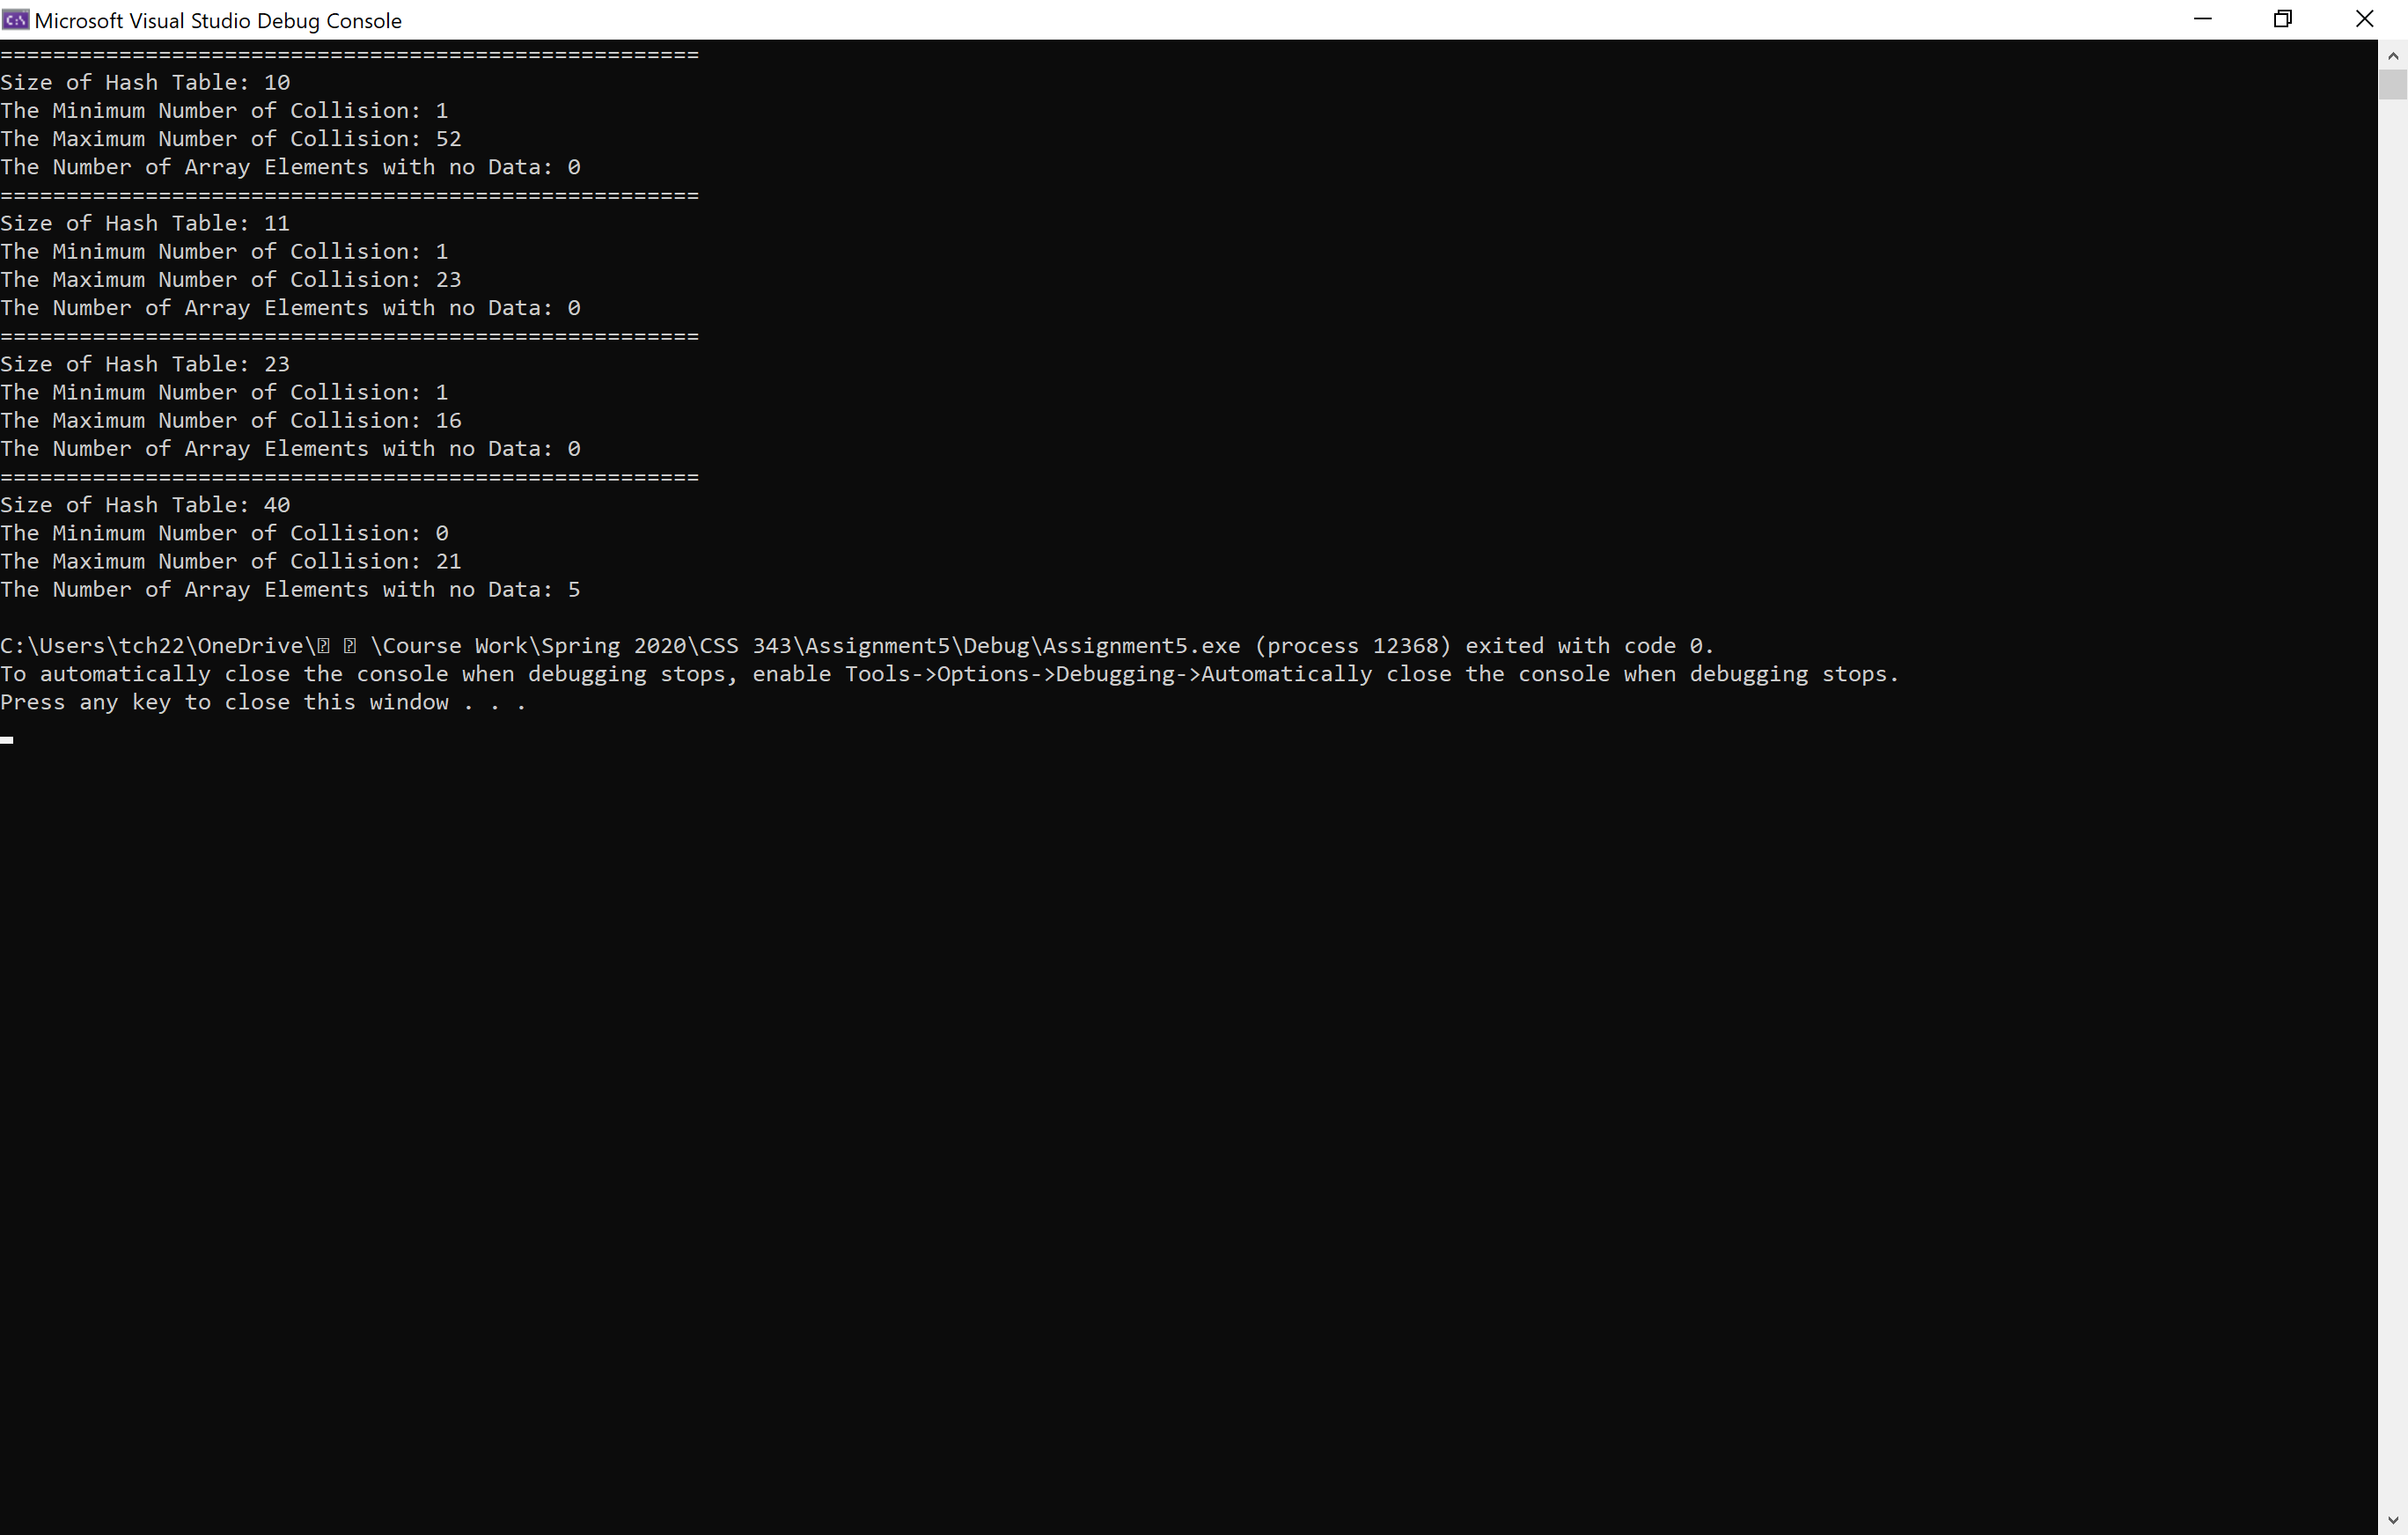 Microsoft Visual Studio Debug Console
=====================================================
Size of Hash Table: 10
The Minimum Number of Collision: 1
The Maximum Number of Collision: 52
The Number of Array Elements with no Data: 0
=====================================================
Size of Hash Table: 11
The Minimum Number of Collision: 1
The Maximum Number of Collision: 23
The Number of Array Elements with no Data: 0
=====================================================
Size of Hash Table: 23
The Minimum Number of Collision: 1
The Maximum Number of Collision: 16
The Number of Array Elements with no Data: 0
=====================================================
Size of Hash Table: 40
The Minimum Number of Collision: 0
The Maximum Number of Collision: 21
The Number of Array Elements with no Data: 5
C:\Users\tch22\OneDrive\⍰ ⍰ \Course Work\Spring 2020\CSS 343\Assignment5\Debug\Assignment5.exe (process 12368) exited with code 0.
To automatically close the console when debugging stops, enable Tools->Options->Debugging->Automatically close the console when debugging stops.
Press any key to close this window . . .